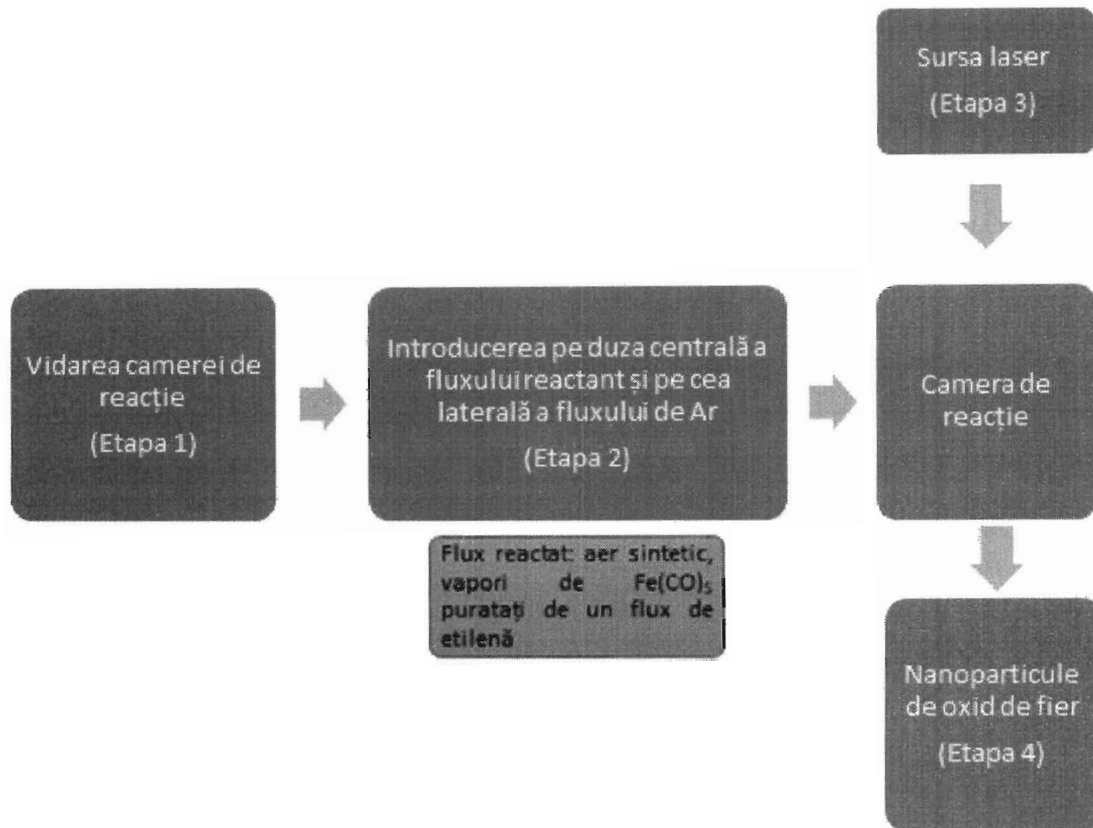 Sursa laser
(Etapa 3)
Vidarea camerei de
reacție
(Etapa 1)
Introducerea pe duza centrală a
fluxului reactant și pe cea
laterală a fluxului de Ar
(Etapa 2)
Camera de
reacție
Flux reactat: aer sintetic,
vapori de Fe(CO)₅
puratați de un flux de
etilenă
Nanoparticule
de oxid de fier
(Etapa 4)